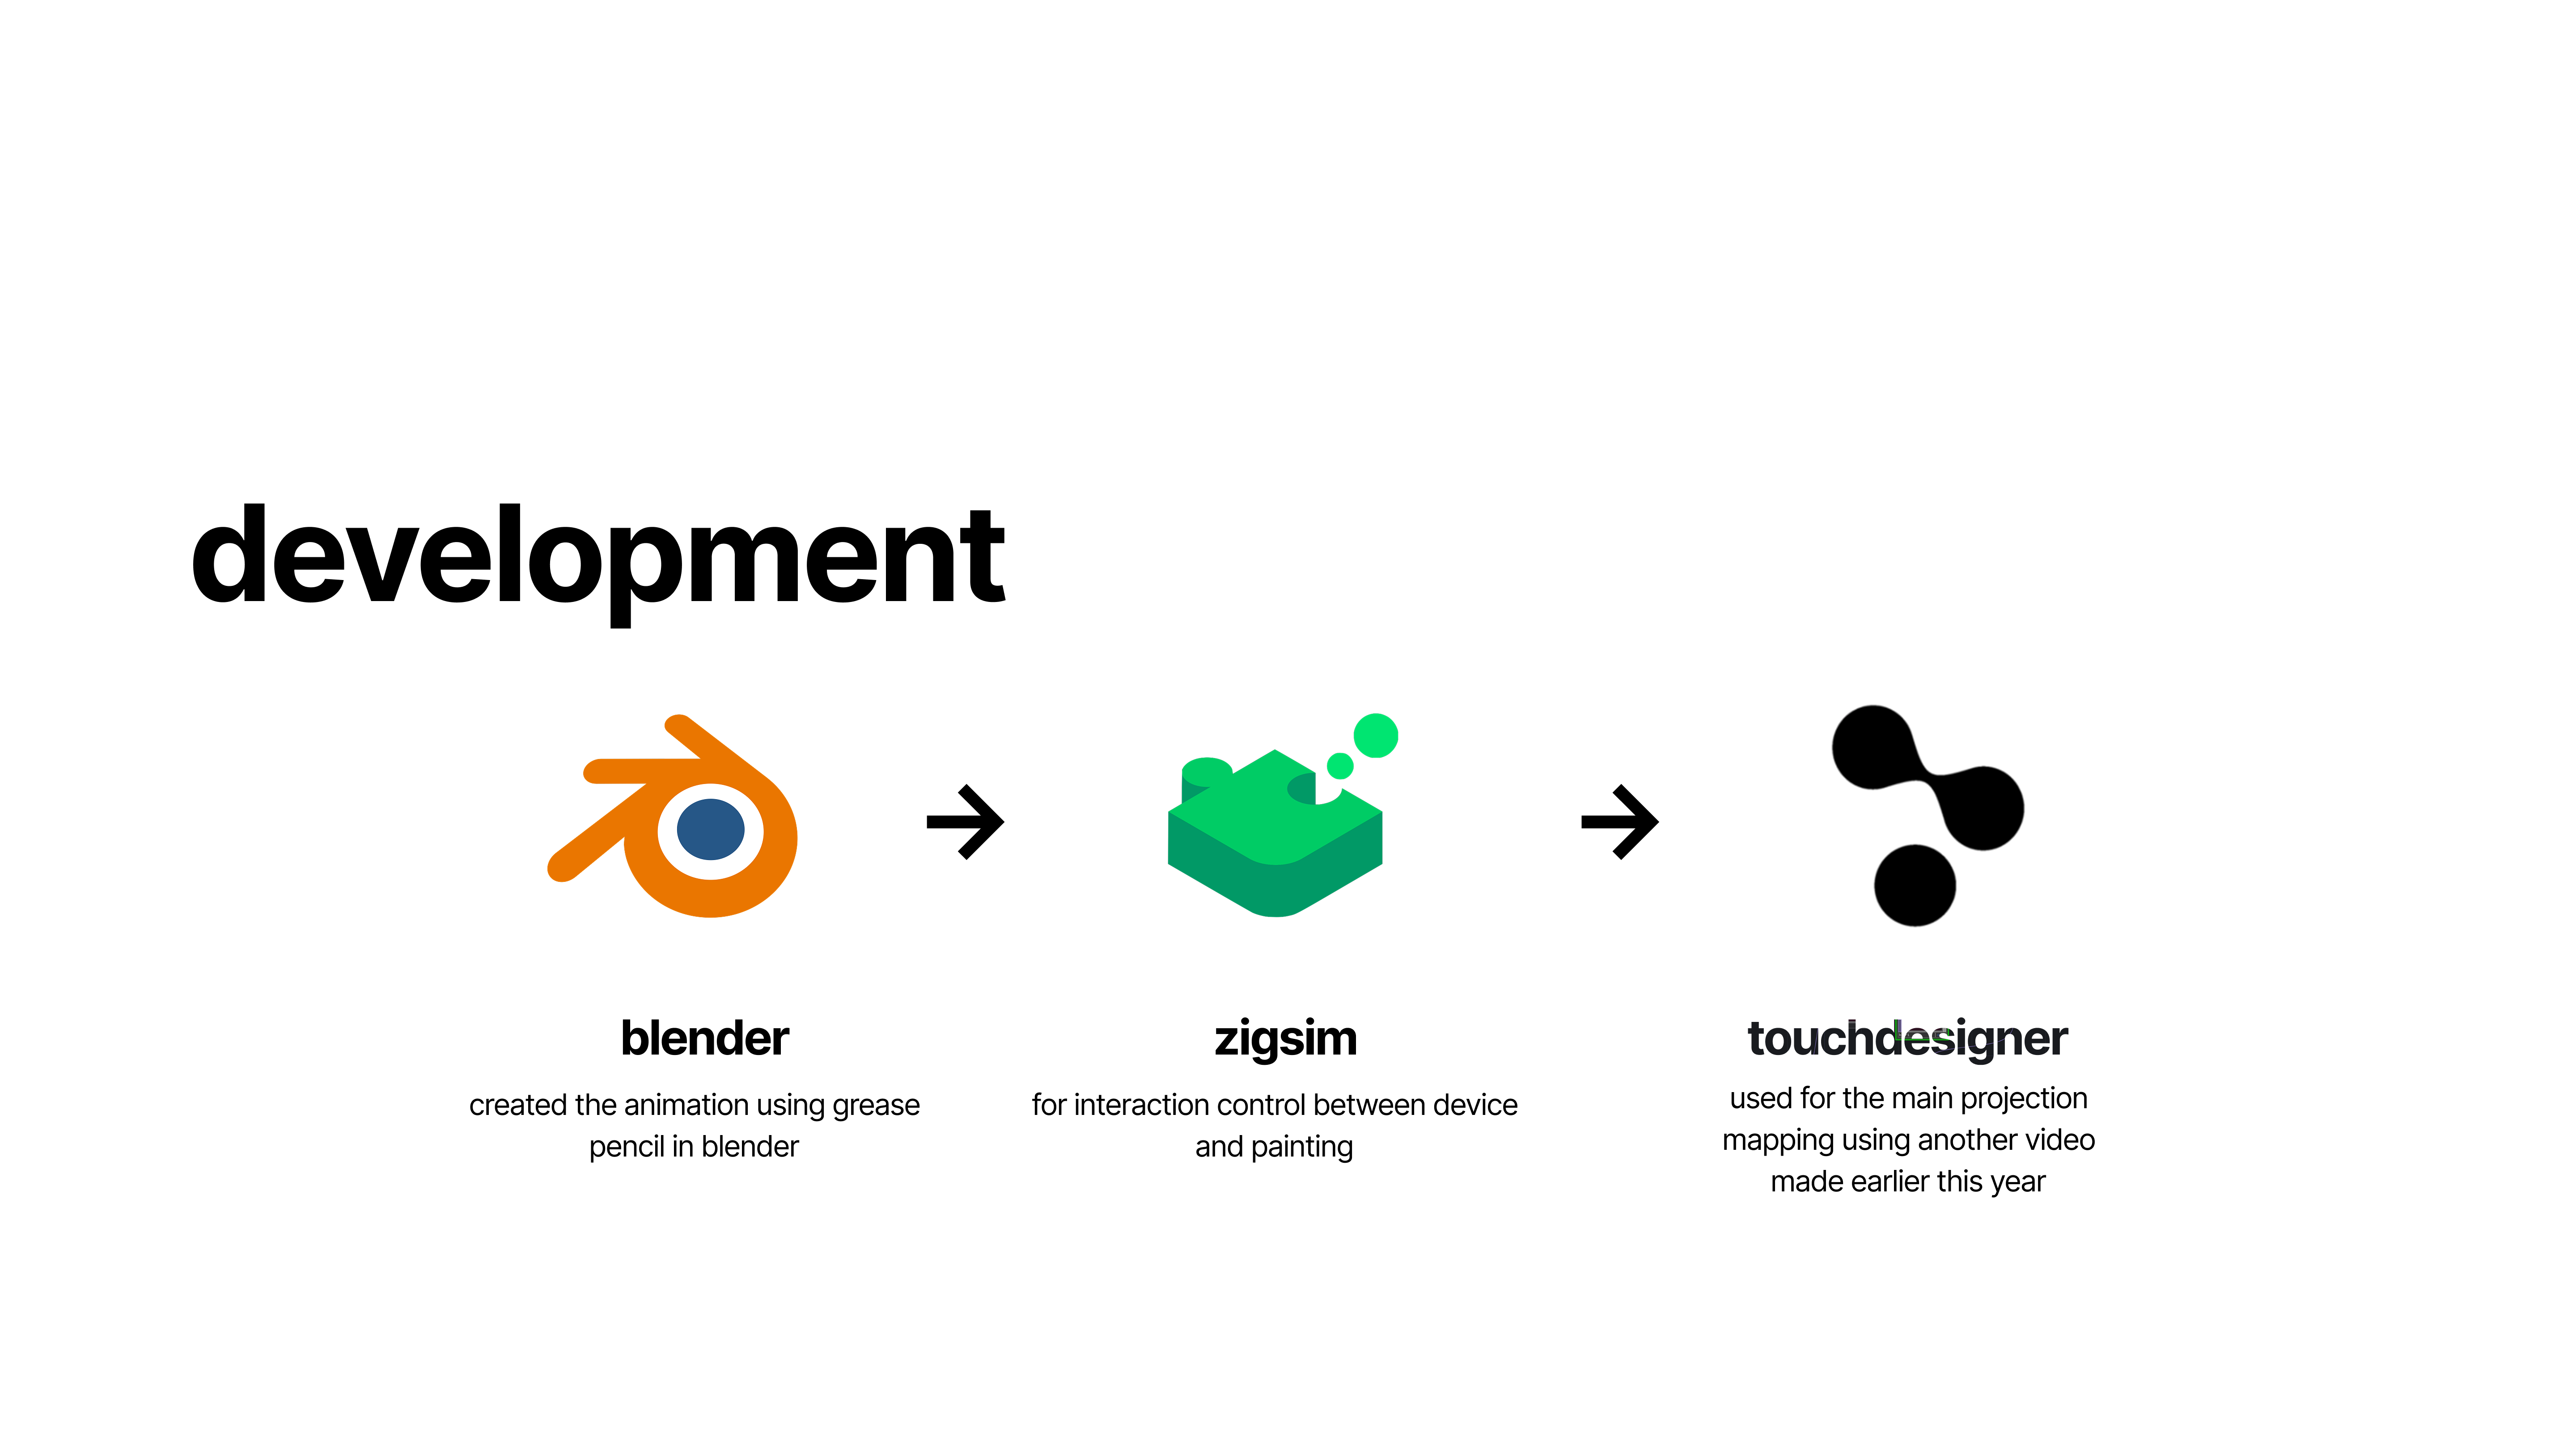 development
blender
created the animation using grease
pencil in blender
zigsim
for interaction control between device
and painting
touchdesigner
used for the main projection
mapping using another video
made earlier this year